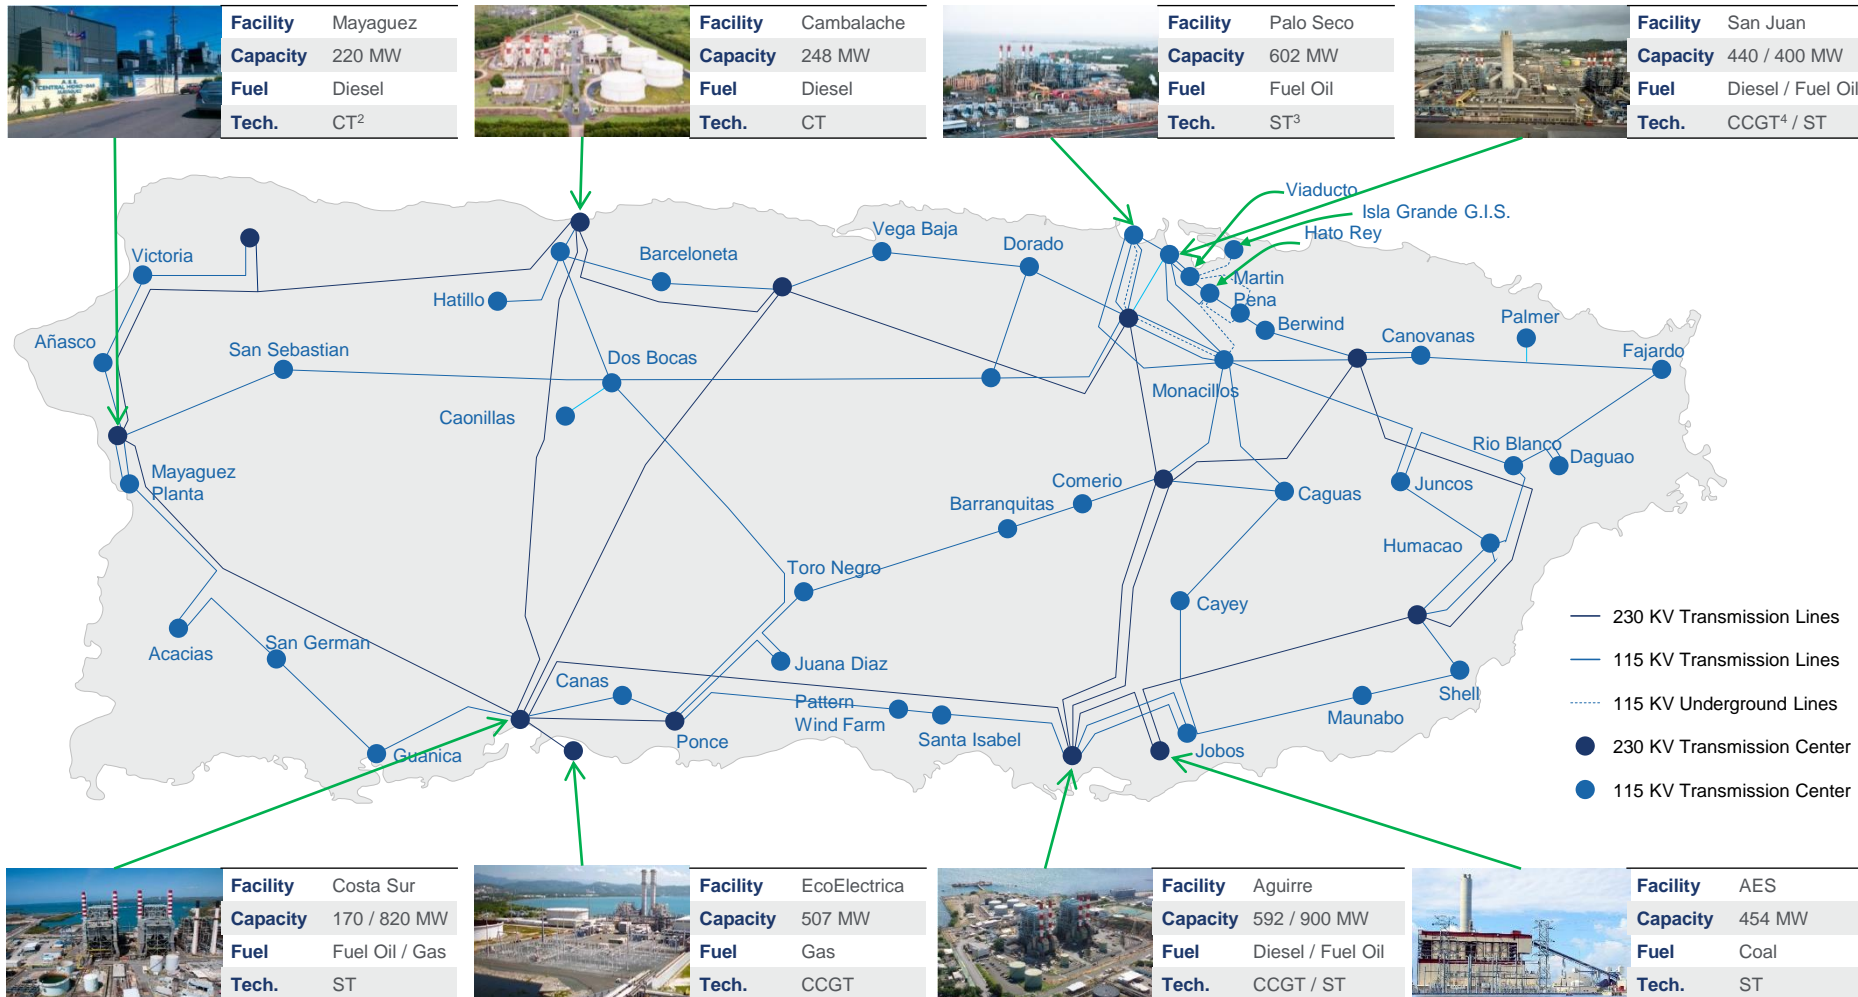 Facility Mayaguez
Capacity 220 MW
Fuel Diesel
Tech. CT2
Facility Cambalache
Capacity 248 MW
Fuel Diesel
Tech. CT
Facility Palo Seco
Capacity 602 MW
Fuel Fuel Oil
Tech. ST3
Facility San Juan
Capacity 440 / 400 MW
Fuel Diesel / Fuel Oil
Tech. CCGT4 / ST
Viaducto
Isla Grande G.I.S.
Hato Rey
Vega Baja
Dorado
Victoria
Barceloneta
Hatillo
Martin
Pena
Berwind
Palmer
Canovanas
Fajardo
Añasco
San Sebastian
Dos Bocas
Monacillos
Caonillas
Rio Blanco
Daguao
Mayaguez
Planta
Comerio
Barranquitas
Caguas
Juncos
Humacao
Toro Negro
Cayey
Acacias
San German
Juana Diaz
Canas
Pattern
Wind Farm
Santa Isabel
Ponce
Guanica
Jobos
Maunabo
Shell
230 KV Transmission Lines
115 KV Transmission Lines
115 KV Underground Lines
230 KV Transmission Center
115 KV Transmission Center
Facility Costa Sur
Capacity 170 / 820 MW
Fuel Fuel Oil / Gas
Tech. ST
Facility EcoElectrica
Capacity 507 MW
Fuel Gas
Tech. CCGT
Facility Aguirre
Capacity 592 / 900 MW
Fuel Diesel / Fuel Oil
Tech. CCGT / ST
Facility AES
Capacity 454 MW
Fuel Coal
Tech. ST